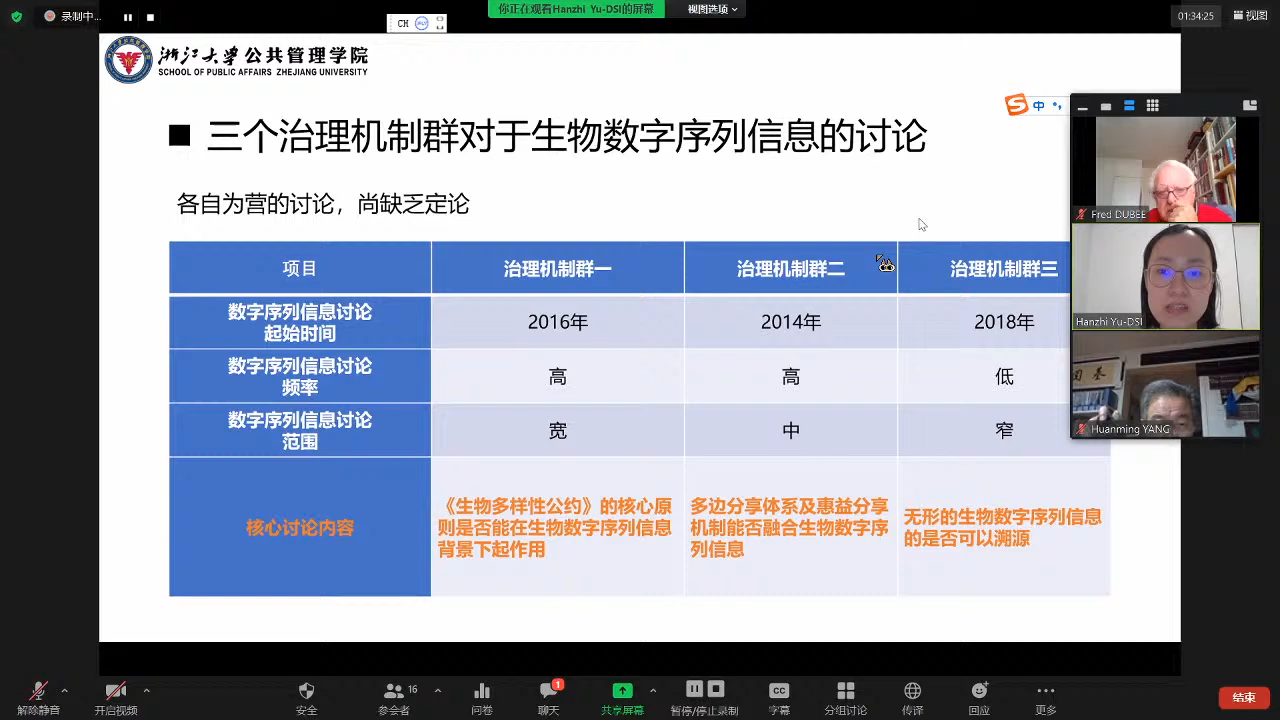 录制中...
你正在观看Hanzhi Yu-DSI的屏幕
视图选项
01:34:25
视图
CH
浙江大学公共管理学院
SCHOOL OF PUBLIC AFFAIRS ZHEJIANG UNIVERSITY
中
■ 三个治理机制群对于生物数字序列信息的讨论
各自为营的讨论，尚缺乏定论
项目 治理机制群一 治理机制群二 治理机制群三
数字序列信息讨论
起始时间
2016年 2014年 2018年
数字序列信息讨论
频率
高 高 低
数字序列信息讨论
范围
宽 中 窄
核心讨论内容
《生物多样性公约》的核心原
则是否能在生物数字序列信息
背景下起作用
多边分享体系及惠益分享
机制能否融合生物数字序
列信息
无形的生物数字序列信息
的是否可以溯源
Fred DUBEE
Hanzhi Yu-DSI
Huanming YANG
解除静音
开启视频
安全
16
参会者
问卷
1
聊天
共享屏幕
暂停/停止录制
CC
字幕
分组讨论
传译
回应
更多
结束